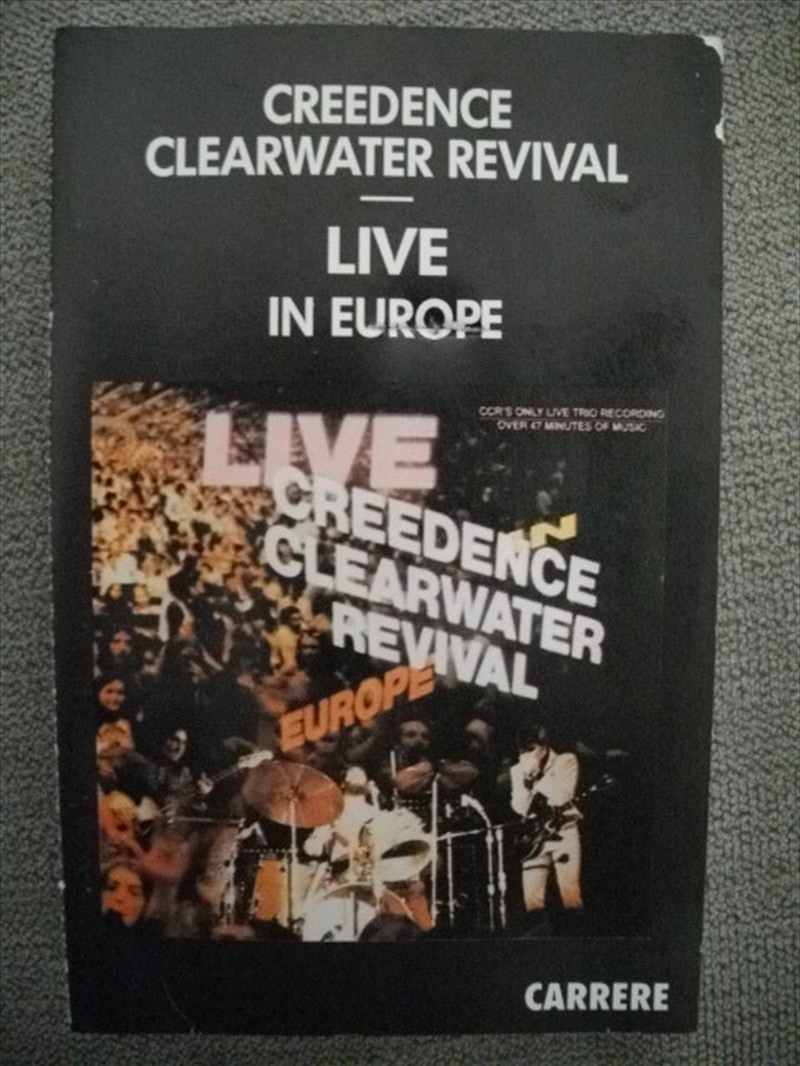 CREEDENCE
CLEARWATER REVIVAL
LIVE
IN EUROPE
CCR'S ONLY LIVE TRIO RECORDING
OVER 47 MINUTES OF MUSIC
LIVE
IN
CREEDENCE
CLEARWATER
REVIVAL
EUROPE
CARRERE